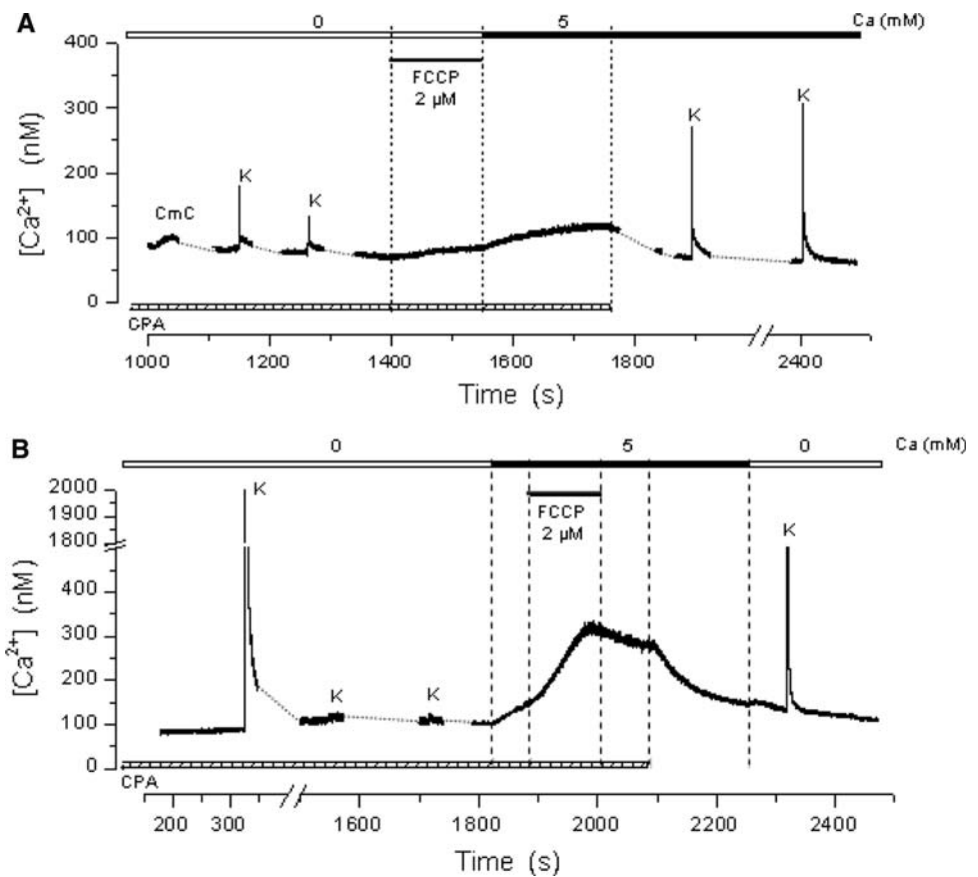 A
0
5
Ca (mM)
400
300
200
100
0
[Ca²⁺] (nM)
FCCP
2 µM
CmC
K
K
K
K
CPA
1000
1200
1400
1600
1800
2400
Time (s)
B
0
5
0
Ca (mM)
2000
1900
1800
400
300
200
100
0
[Ca²⁺] (nM)
K
FCCP
2 µM
K
K
K
CPA
200
300
1600
1800
2000
2200
2400
Time (s)